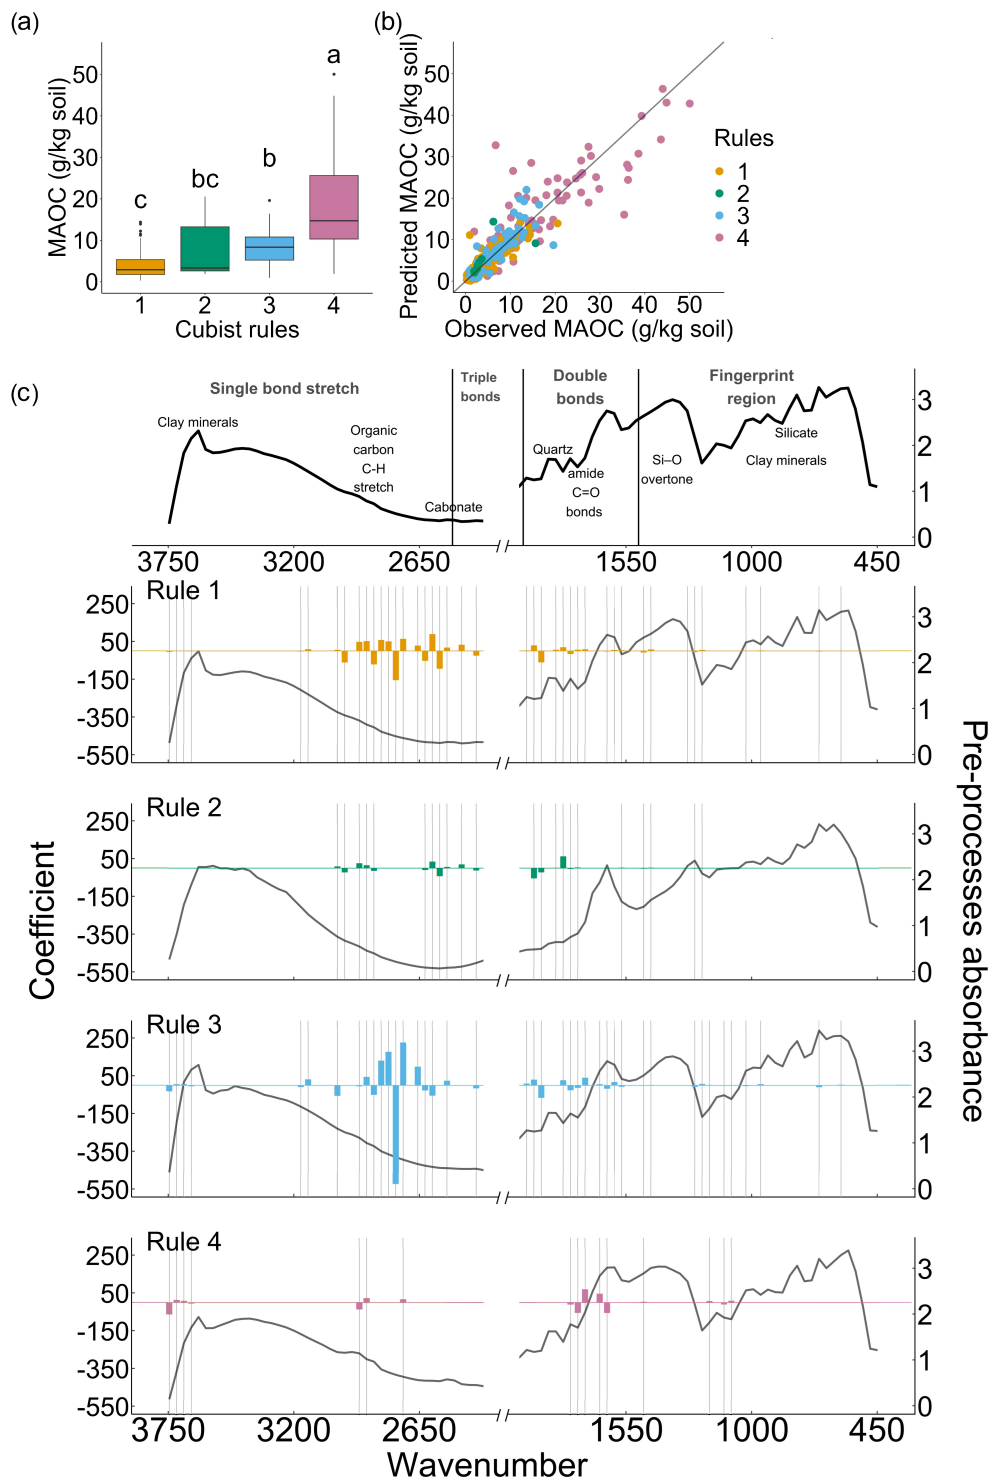 (a)
MAOC (g/kg soil)
50
40
30
20
10
0
c
bc
b
a
1 2 3 4
Cubist rules
(b)
Predicted MAOC (g/kg soil)
50
40
30
20
10
0
0 10 20 30 40 50
Observed MAOC (g/kg soil)
Rules
1
2
3
4
(c)
Single bond stretch
Triple
bonds
Double
bonds
Fingerprint
region
Clay minerals
Organic
carbon
C-H
stretch
Cabonate
Quartz
amide
C=O
bonds
Si–O
overtone
Silicate
Clay minerals
3
2
1
0
3750 3200 2650 // 1550 1000 450
Coefficient
Pre-processes absorbance
Rule 1
250
50
-150
-350
-550
3
2
1
0
//
Rule 2
250
50
-150
-350
-550
3
2
1
0
//
Rule 3
250
50
-150
-350
-550
3
2
1
0
//
Rule 4
250
50
-150
-350
-550
3
2
1
0
3750 3200 2650 // 1550 1000 450
Wavenumber